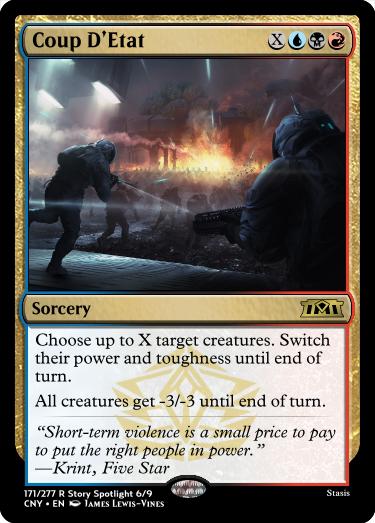 Coup D'Etat X
Sorcery
Choose up to X target creatures. Switch
their power and toughness until end of
turn.
All creatures get -3/-3 until end of turn.
“Short-term violence is a small price to pay
to put the right people in power.”
—Krint, Five Star
171/277 R Story Spotlight 6/9
Stasis
CNY • EN James Lewis-Vines